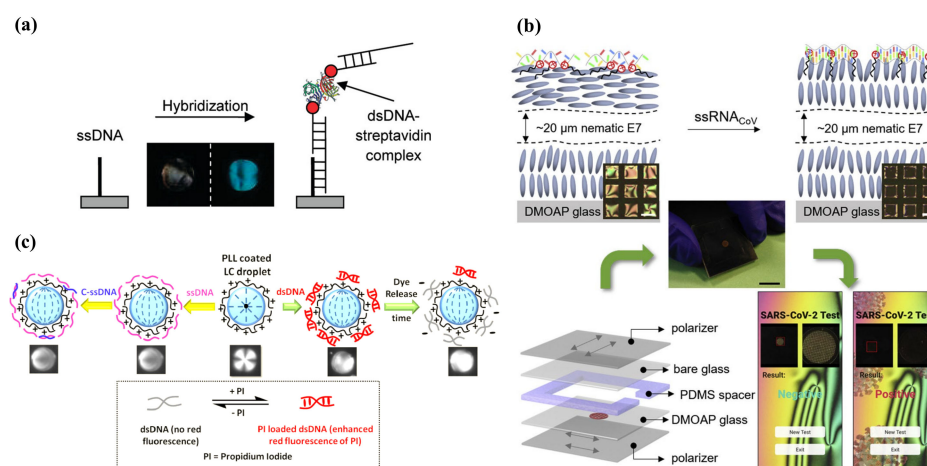 (a)
ssDNA
Hybridization
dsDNA-
streptavidin
complex
(b)
~20 μm nematic E7
DMOAP glass
ssRNACoV
~20 μm nematic E7
DMOAP glass
polarizer
bare glass
PDMS spacer
DMOAP glass
polarizer
SARS-CoV-2 Test
Result:
Negative
New Test
Exit
SARS-CoV-2 Test
Result:
Positive
New Test
Exit
(c)
C-ssDNA
ssDNA
PLL coated
LC droplet
dsDNA
Dye
Release
time
+ PI
- PI
dsDNA (no red
fluorescence)
PI loaded dsDNA (enhanced
red fluorescence of PI)
PI = Propidium Iodide